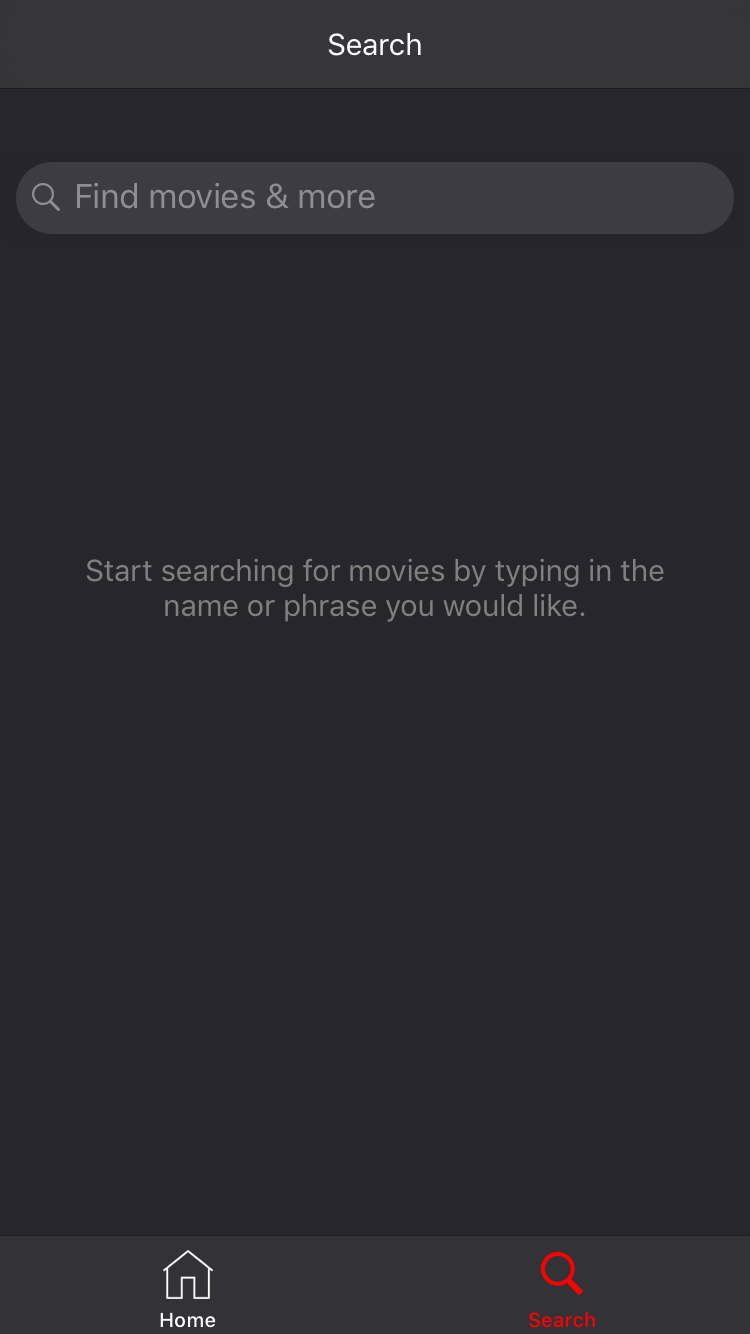 Search
Find movies & more
Start searching for movies by typing in the
name or phrase you would like.
Home
Search